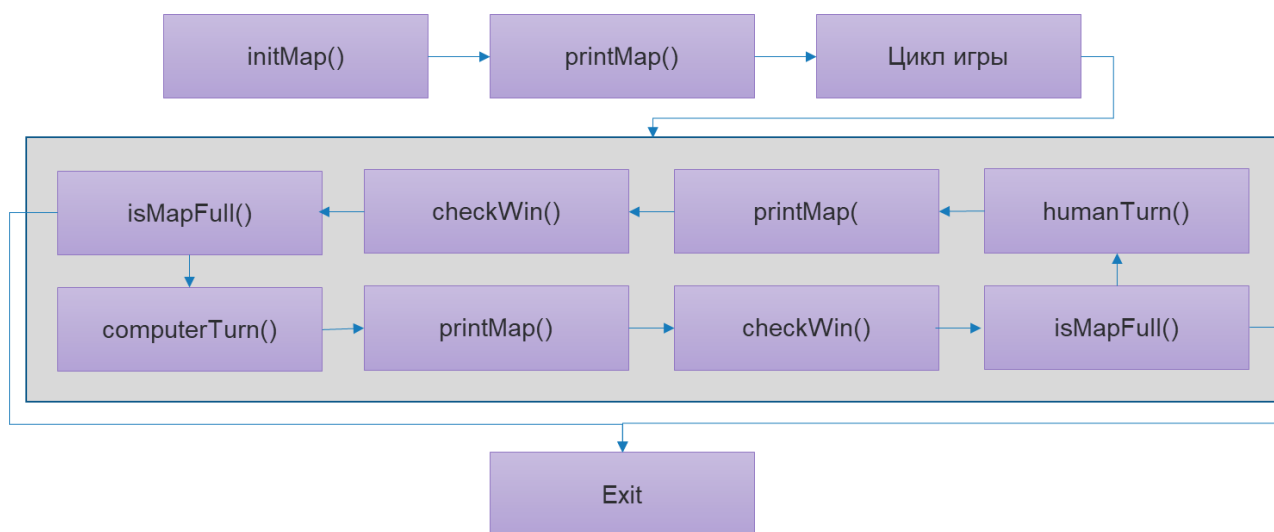 initMap()
printMap()
Цикл игры
isMapFull()
checkWin()
printMap(
humanTurn()
computerTurn()
printMap()
checkWin()
isMapFull()
Exit